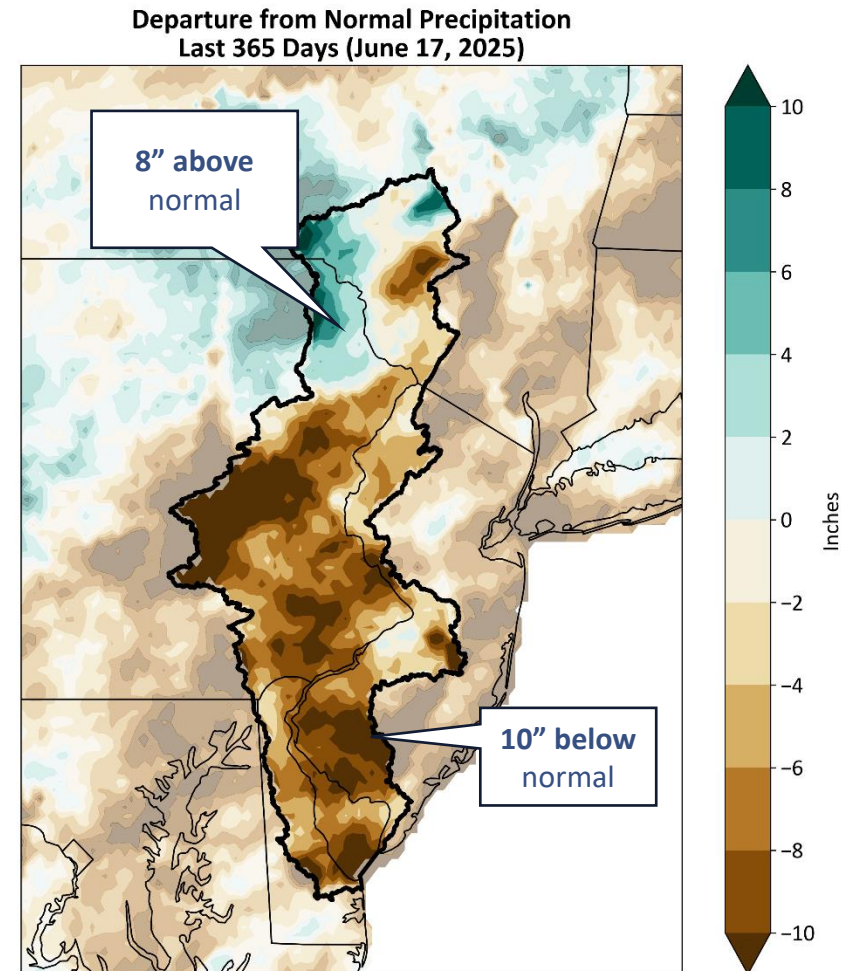 Departure from Normal Precipitation
Last 365 Days (June 17, 2025)
8” above
normal
10” below
normal
10
8
6
4
2
0
−2
−4
−6
−8
−10
Inches